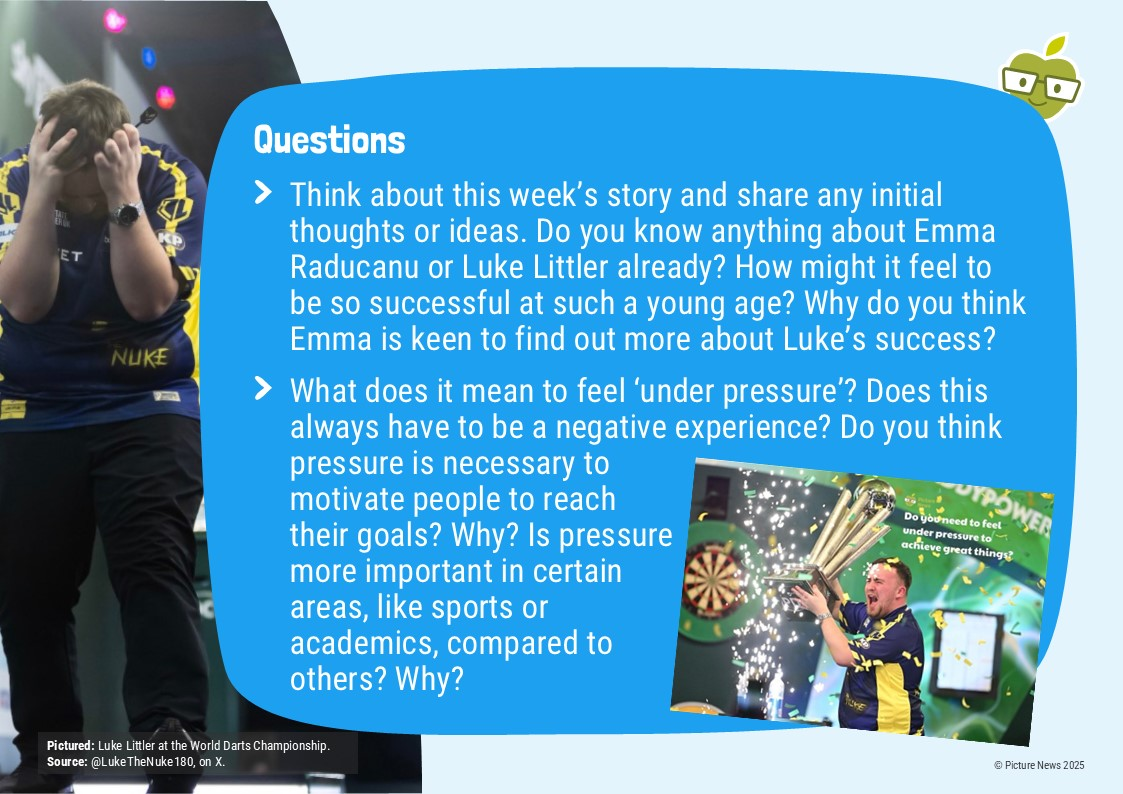 Questions
Think about this week's story and share any initial
thoughts or ideas. Do you know anything about Emma
Raducanu or Luke Littler already? How might it feel to
be so successful at such a young age? Why do you think
Emma is keen to find out more about Luke's success?
What does it mean to feel ‘under pressure’? Does this
always have to be a negative experience? Do you think
pressure is necessary to
motivate people to reach
their goals? Why? Is pressure
more important in certain
areas, like sports or
academics, compared to
others? Why?
Do you need to feel
under pressure to
achieve great things?
NUKE
NUKE
KP
Pictured: Luke Littler at the World Darts Championship.
Source: @LukeTheNuke180, on X.
© Picture News 2025